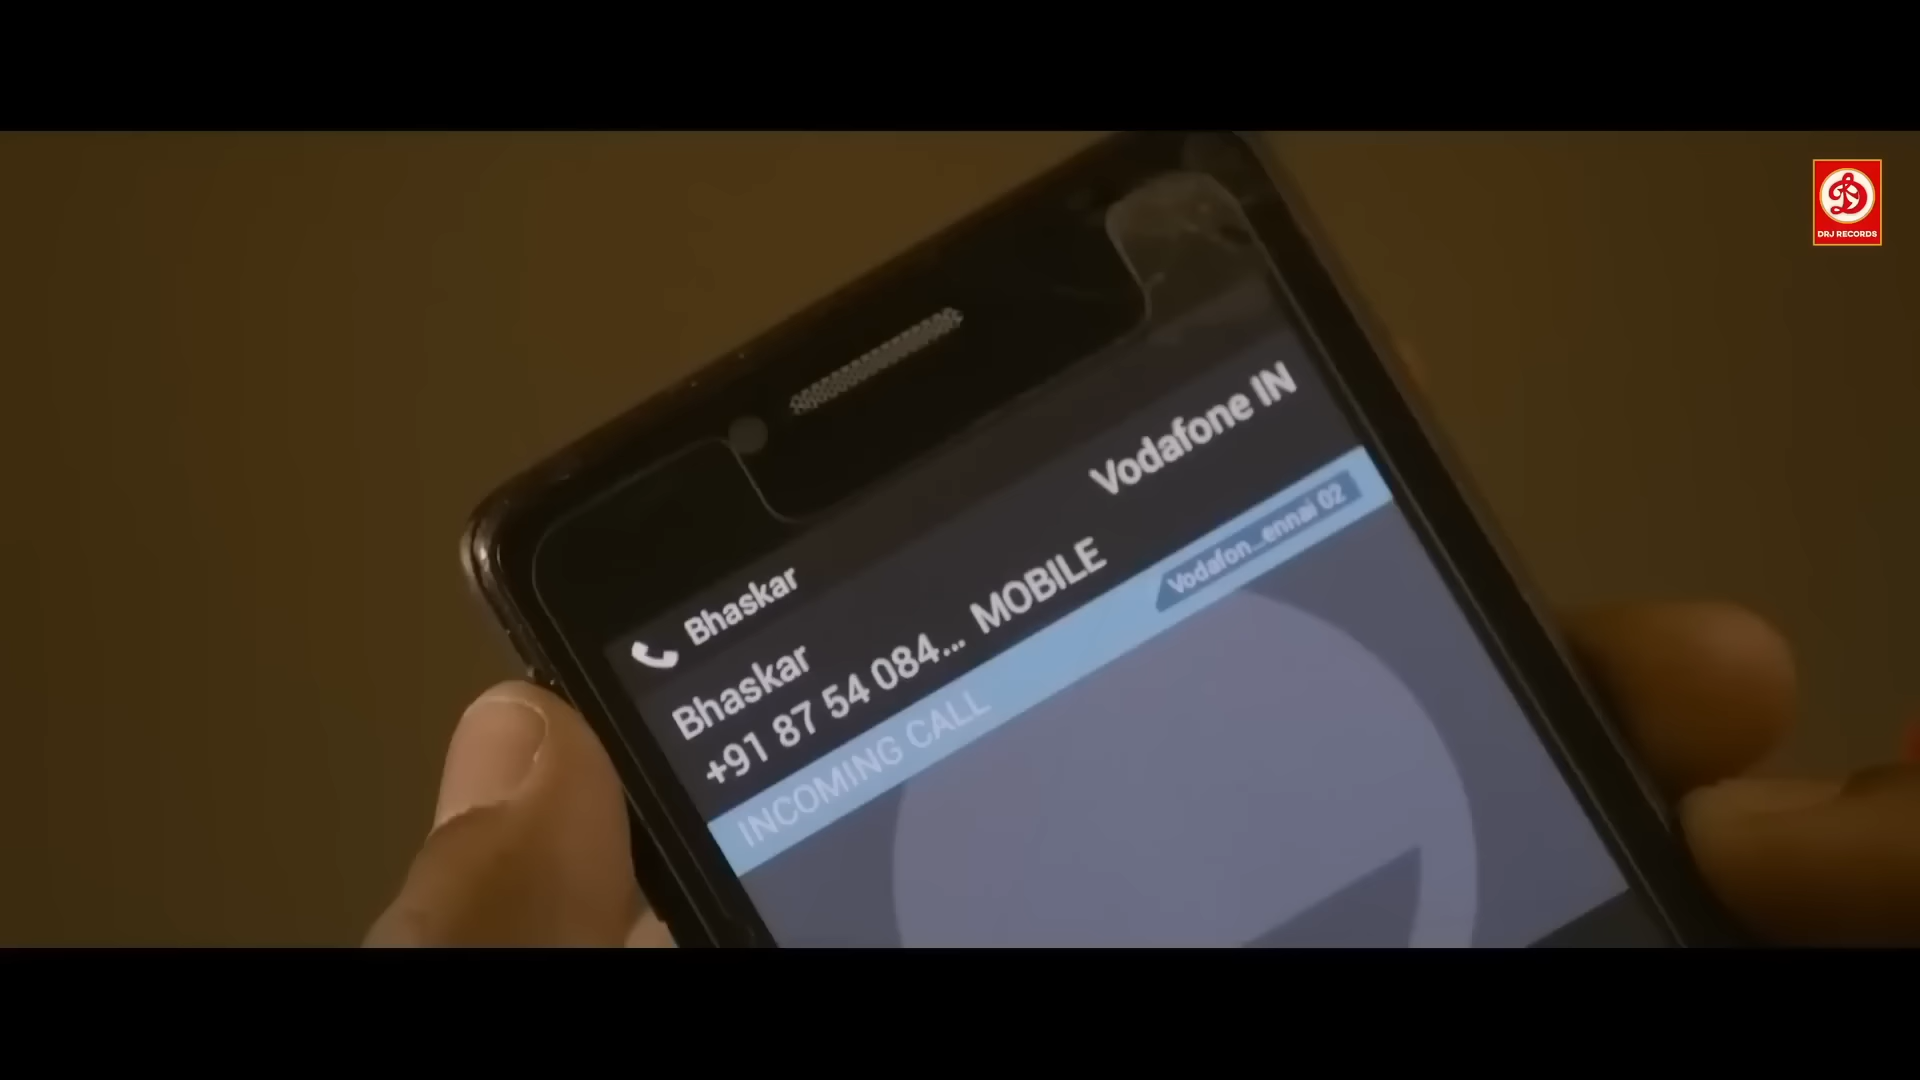 DRJ RECORDS
Vodafone IN
Bhaskar
Bhaskar
+91 87 54 084... MOBILE
Vodafon...ennai 02
INCOMING CALL